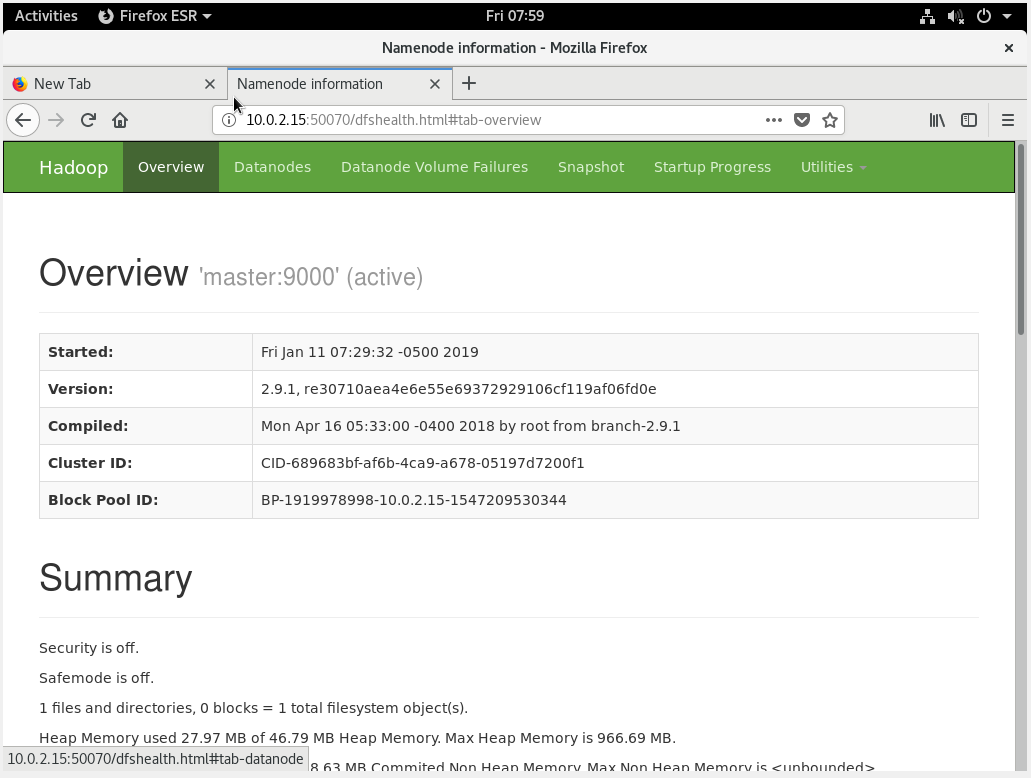 Activities Firefox ESR Fri 07:59
Namenode information - Mozilla Firefox
New Tab Namenode information
10.0.2.15:50070/dfshealth.html#tab-overview
Hadoop Overview Datanodes Datanode Volume Failures Snapshot Startup Progress Utilities
Overview 'master:9000' (active)
Started: Fri Jan 11 07:29:32 -0500 2019
Version: 2.9.1, re30710aea4e6e55e69372929106cf119af06fd0e
Compiled: Mon Apr 16 05:33:00 -0400 2018 by root from branch-2.9.1
Cluster ID: CID-689683bf-af6b-4ca9-a678-05197d7200f1
Block Pool ID: BP-1919978998-10.0.2.15-1547209530344
Summary
Security is off.
Safemode is off.
1 files and directories, 0 blocks = 1 total filesystem object(s).
Heap Memory used 27.97 MB of 46.79 MB Heap Memory. Max Heap Memory is 966.69 MB.
8.63 MB Commited Non Heap Memory. Max Non Heap Memory is <unbounded>
10.0.2.15:50070/dfshealth.html#tab-datanode